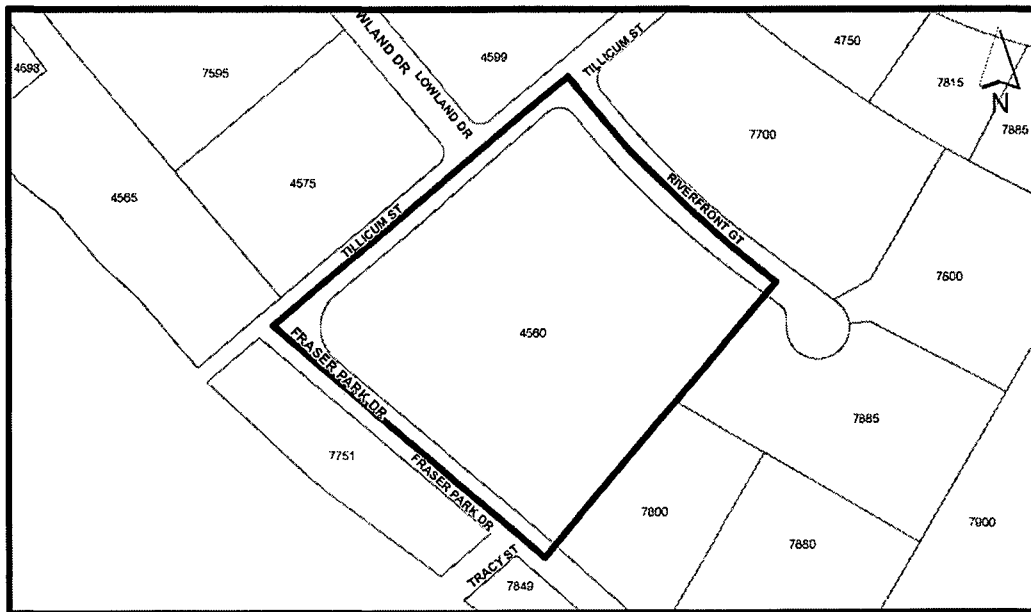 4698
7595
WLAND DR
LOWLAND DR
4599
TILLICUM ST
4750
7815
N
7885
7700
4565
4575
TILLICUM ST
RIVERFRONT GT
7600
4560
FRASER PARK DR
7751
FRASER PARK DR
7885
TRACY ST
7849
7800
7880
7900